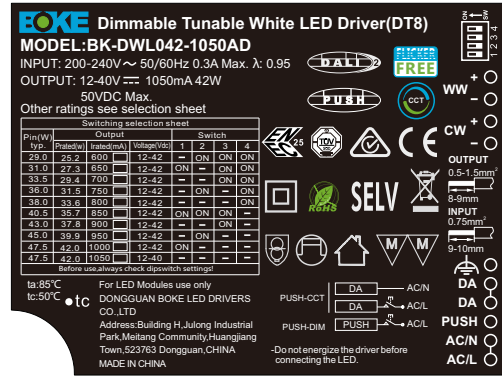 EOKE Dimmable Tunable White LED Driver(DT8)
MODEL:BK-DWL042-1050AD
INPUT: 200-240V∼ 50/60Hz 0.3A Max. λ: 0.95
OUTPUT: 12-40V ⎓ 1050mA 42W
50VDC Max.
Other ratings see selection sheet
Switching selection sheet
Pin(W) typ. Output Switch
Prated(w) Irated(mA) Voltage(Vdc) 1 2 3 4
29.0 25.2 600 12-42 – ON ON ON
31.0 27.3 650 12-42 ON – ON ON
33.5 29.4 700 12-42 – – ON ON
36.0 31.5 750 12-42 – ON – ON
38.0 33.6 800 12-42 – – – ON
40.5 35.7 850 12-42 ON ON ON –
43.0 37.8 900 12-42 – – ON –
45.0 39.9 950 12-42 – ON – –
47.5 42.0 1000 12-42 ON – – –
47.5 42.0 1050 12-40 – – – –
Before use,always check dipswitch settings!
ta:85℃
tc:50℃
tc
For LED Modules use only
DONGGUAN BOKE LED DRIVERS
CO.,LTD
Address:Building H,Julong Industrial
Park,Meitang Community,Huangjiang
Town,523763 Dongguan,CHINA
MADE IN CHINA
DALI 2
FLICKER
FREE
PUSH
CCT
ENEC 25
TÜV
CE
RoHS
SELV
M M
PUSH-CCT
DA AC/N
DA AC/L
PUSH-DIM PUSH AC/L
-Do not energize the driver before
connecting the LED.
ON SW
1 2 3 4
WW + –
CW + –
OUTPUT
0.5-1.5mm²
8-9mm
INPUT
0.75mm²
9-10mm
DA
DA
PUSH
AC/N
AC/L